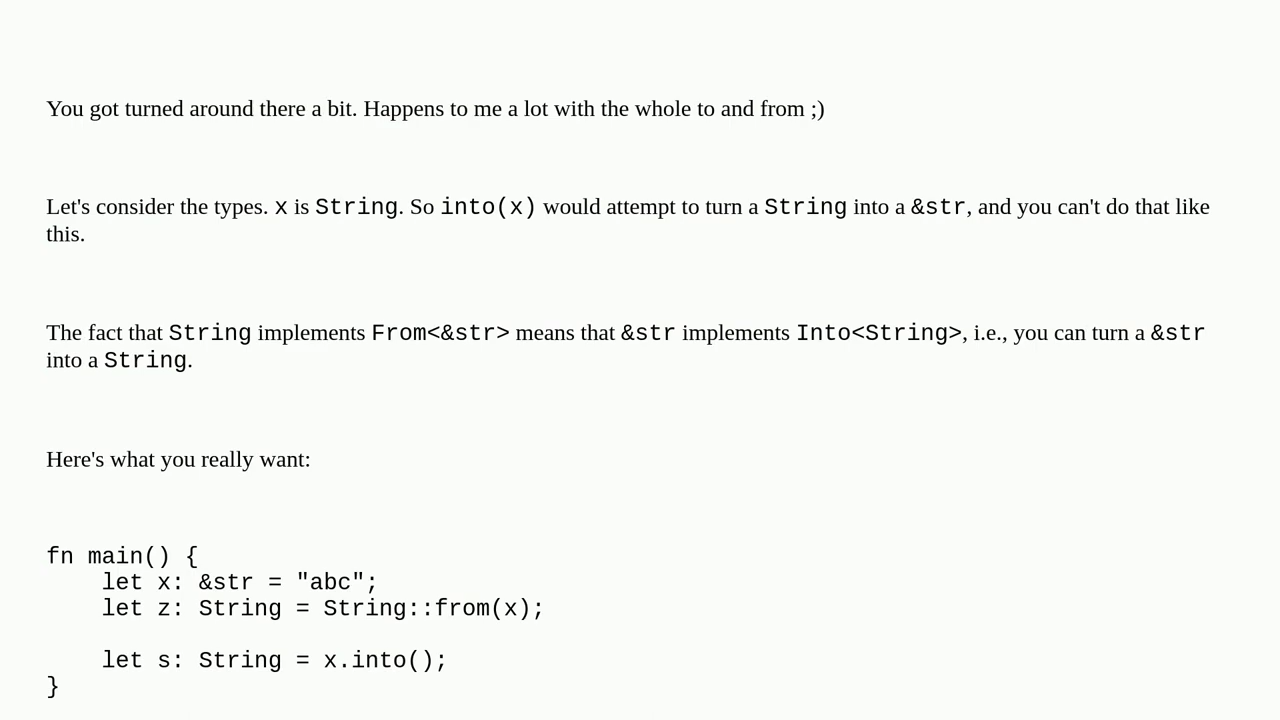 You got turned around there a bit. Happens to me a lot with the whole to and from ;)
Let's consider the types. x is String. So into(x) would attempt to turn a String into a &str, and you can't do that like
this.
The fact that String implements From<&str> means that &str implements Into<String>, i.e., you can turn a &str
into a String.
Here's what you really want:
fn main() {
    let x: &str = "abc";
    let z: String = String::from(x);
    let s: String = x.into();
}